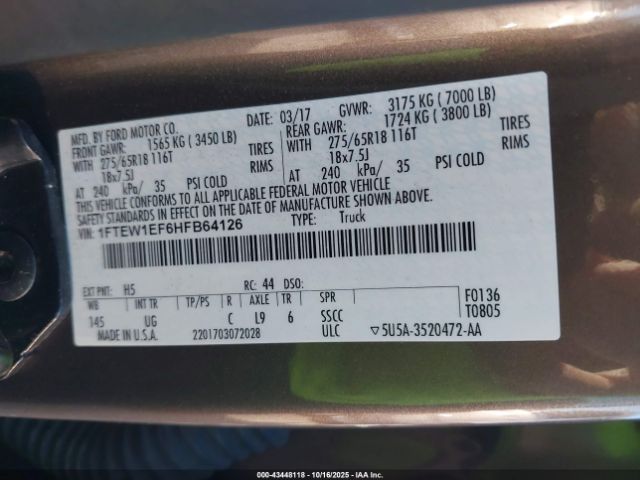 MFD. BY FORD MOTOR CO.
DATE: 03/17 GVWR: 3175 KG ( 7000 LB)
FRONT GAWR: 1565 KG ( 3450 LB) REAR GAWR: 1724 KG ( 3800 LB)
WITH 275/65R18 116T TIRES WITH 275/65R18 116T TIRES
18x7.5J RIMS 18x7.5J RIMS
AT 240 kPa/ 35 PSI COLD AT 240 kPa/ 35 PSI COLD
THIS VEHICLE CONFORMS TO ALL APPLICABLE FEDERAL MOTOR VEHICLE
SAFETY STANDARDS IN EFFECT ON THE DATE OF MANUFACTURE SHOWN ABOVE.
VIN: 1FTEW1EF6HFB64126 TYPE: Truck
EXT PNT: H5 RC: 44 DSO:
WB INT TR TP/PS R AXLE TR SPR F0136
145 UG C L9 6 SSCC T0805
MADE IN U.S.A. 2201703072028 ULC ▽5U5A-3520472-AA
000-43448118 | 10/16/2025 | IAA Inc.